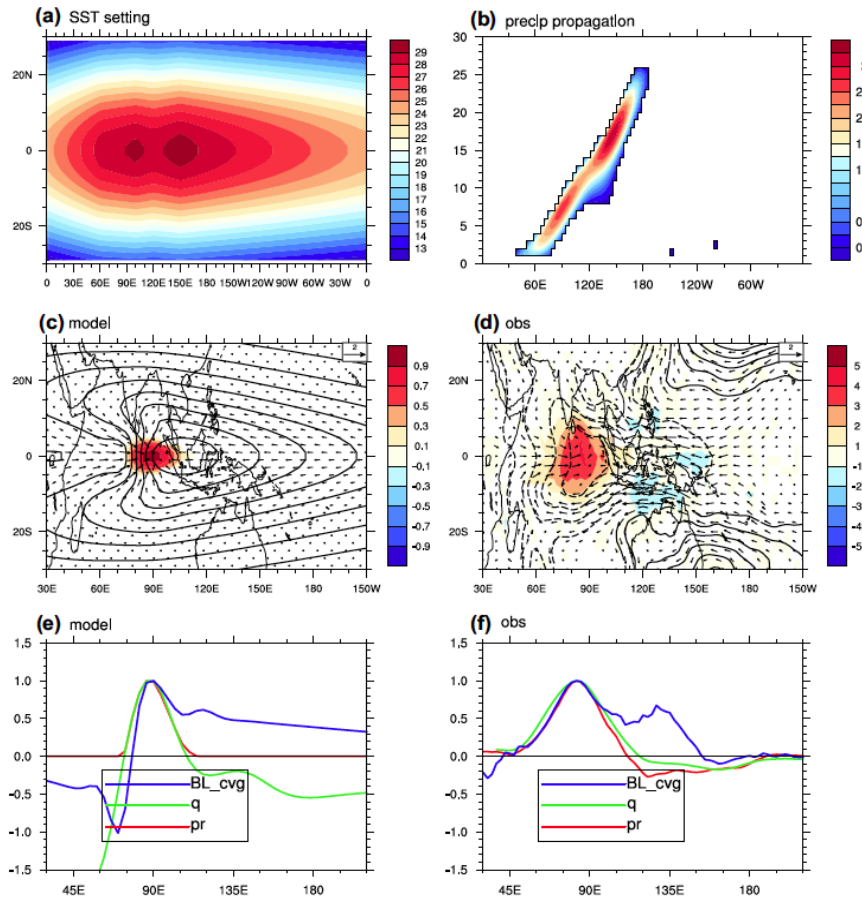 (a) SST setting
(b) precip propagation
20N
0
20S
0 30E 60E 90E 120E 150E 180 150W 120W 90W 60W 30W 0
29
28
27
26
25
24
23
22
21
20
19
18
17
16
15
14
13
30
25
20
15
10
5
0
60E 120E 180 120W 60W
(c) model
(d) obs
2
20N
0
20S
30E 60E 90E 120E 150E 180 150W
0.9
0.7
0.5
0.3
0.1
-0.1
-0.3
-0.5
-0.7
-0.9
2
20N
0
20S
30E 60E 90E 120E 150E 180 150W
5
4
3
2
1
-1
-2
-3
-4
-5
(e) model
(f) obs
1.5
1.0
0.5
0.0
-0.5
-1.0
-1.5
BL_cvg
q
pr
45E 90E 135E 180
1.5
1.0
0.5
0.0
-0.5
-1.0
-1.5
BL_cvg
q
pr
45E 90E 135E 180